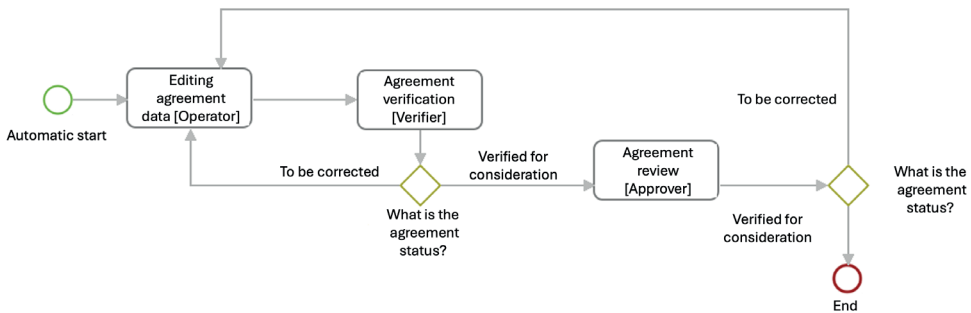 Editing
agreement
data [Operator]
Automatic start
Agreement
verification
[Verifier]
To be corrected
What is the
agreement
status?
Verified for
consideration
Agreement
review
[Approver]
To be corrected
Verified for
consideration
What is the
agreement
status?
End